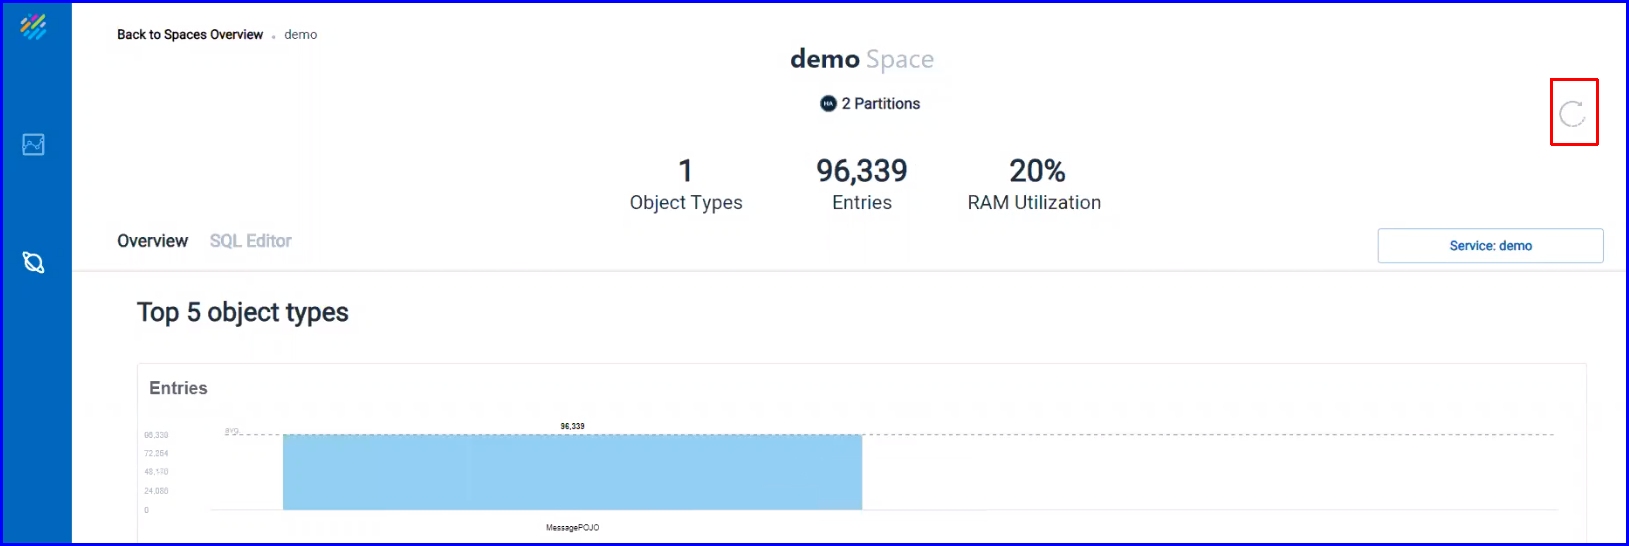 Back to Spaces Overview • demo
demo Space
HA 2 Partitions
1 96,339 20%
Object Types Entries RAM Utilization
Overview SQL Editor
Service: demo
Top 5 object types
Entries
96,339
AVG
96,339
72,254
48,170
24,080
0
MessagePOJO